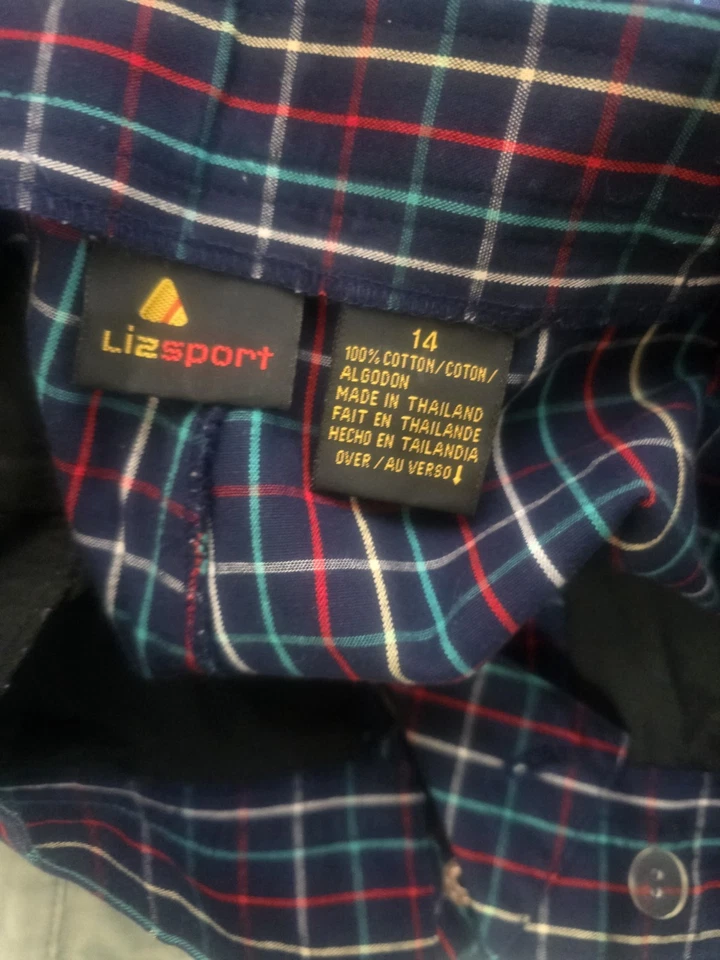 Lizsport
14
100% COTTON/COTON/
ALGODON
MADE IN THAILAND
FAIT EN THAILANDE
HECHO EN TAILANDIA
OVER/AU VERSO